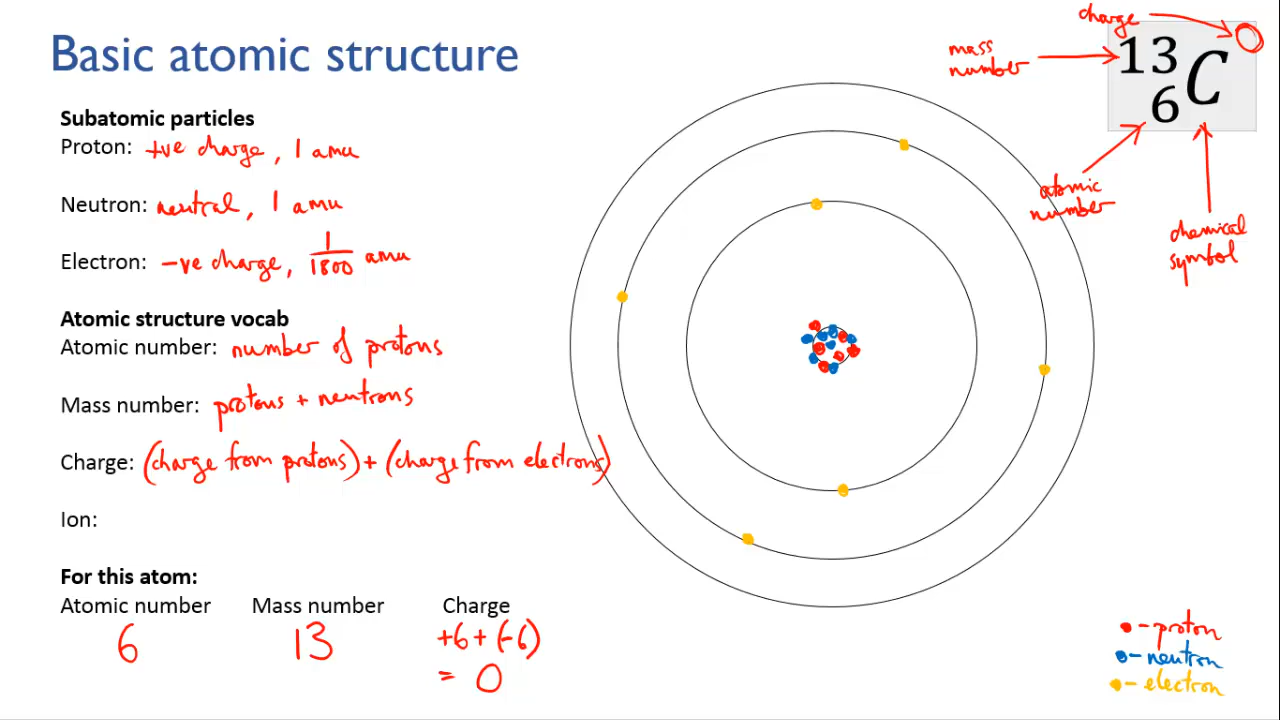 Basic atomic structure
Subatomic particles
Proton: +ve charge, 1 amu
Neutron: neutral, 1 amu
Electron: -ve charge, 1/1800 amu
Atomic structure vocab
Atomic number: number of protons
Mass number: protons + neutrons
Charge: (charge from protons) + (charge from electrons)
Ion:
For this atom:
Atomic number Mass number Charge
6 13 +6 + (-6)
= 0
charge
mass
number
13
6
C
atomic
number
chemical
symbol
- proton
- neutron
- electron